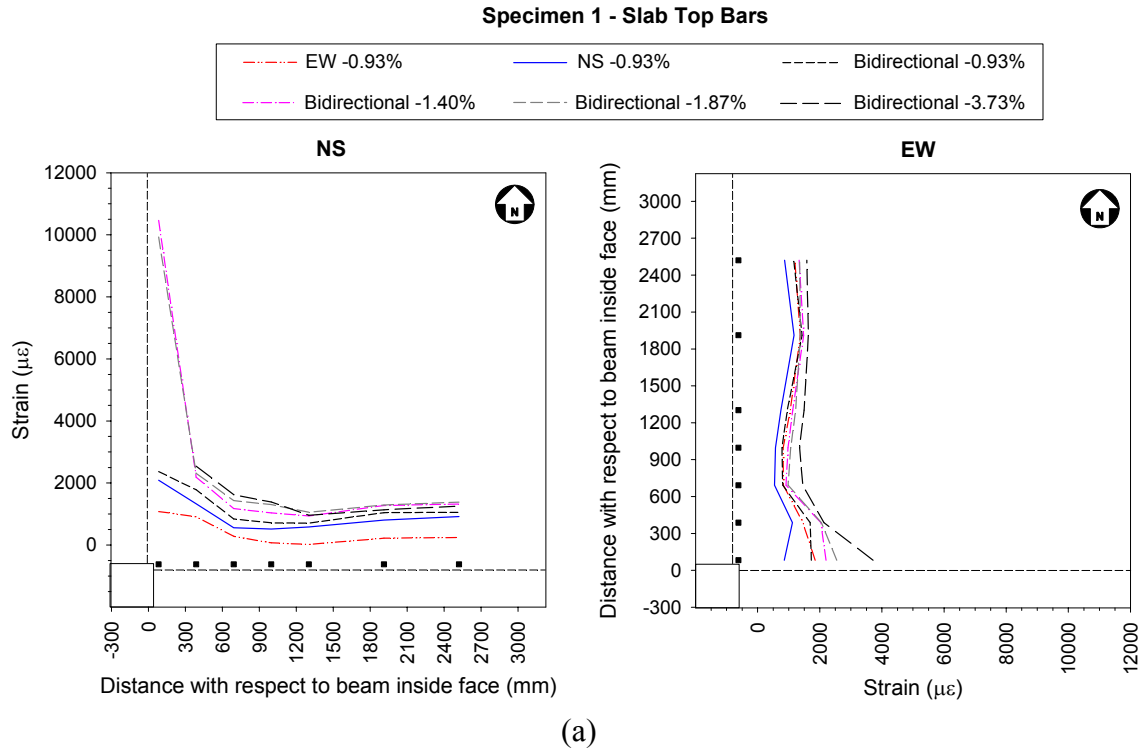 Specimen 1 - Slab Top Bars
EW -0.93%
NS -0.93%
Bidirectional -0.93%
Bidirectional -1.40%
Bidirectional -1.87%
Bidirectional -3.73%
NS
12000
10000
8000
6000
4000
2000
0
Strain (με)
N
-300
0
300
600
900
1200
1500
1800
2100
2400
2700
3000
Distance with respect to beam inside face (mm)
EW
3000
2700
2400
2100
1800
1500
1200
900
600
300
0
-300
Distance with respect to beam inside face (mm)
N
0
2000
4000
6000
8000
10000
12000
Strain (με)
(a)